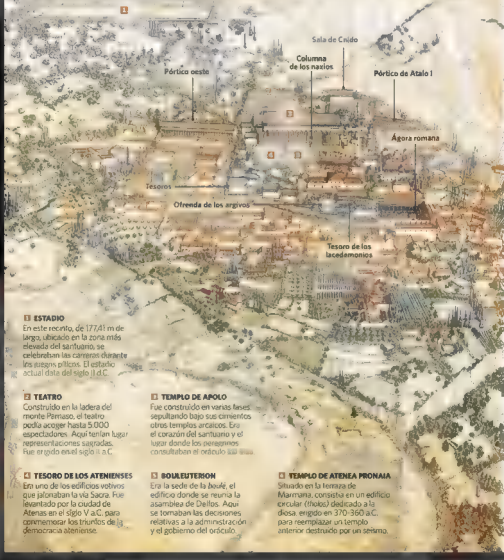 1
Sala de Cnido
Columna
de los naxios
Pórtico oeste
Pórtico de Atalo I
3
Ágora romana
4
5
Tesoros
Ofrenda de los argivos
Tesoro de los
lacedemonios
1 ESTADIO
En este recinto, de 177,41 m de
largo, ubicado en la zona más
elevada del santuario, se
celebraban las carreras durante
los juegos píticos. El estadio
actual data del siglo II d.C.
2 TEATRO
Construido en la ladera del
monte Parnaso, el teatro
podía acoger hasta 5.000
espectadores. Aquí tenían lugar
representaciones sagradas.
Fue erigido en el siglo II a.C.
3 TEMPLO DE APOLO
Fue construido en varias fases
sepultando bajo sus cimientos
otros templos arcaicos. Era
el corazón del santuario y el
lugar donde los peregrinos
consultaban el oráculo
4 TESORO DE LOS ATENIENSES
Era uno de los edificios votivos
que jalonaban la vía Sacra. Fue
levantado por la ciudad de
Atenas en el siglo V a.C. para
conmemorar los triunfos de la
democracia ateniense.
5 BOULEUTERION
Era la sede de la boulé, el
edificio donde se reunía la
asamblea de Delfos. Aquí
se tomaban las decisiones
relativas a la administración
y el gobierno del oráculo.
6 TEMPLO DE ATENEA PRONAIA
Situado en la terraza de
Marmaria, consistía en un edificio
circular (tholos) dedicado a la
diosa, erigido en 370-360 a.C.
para reemplazar un templo
anterior destruido por un seísmo.